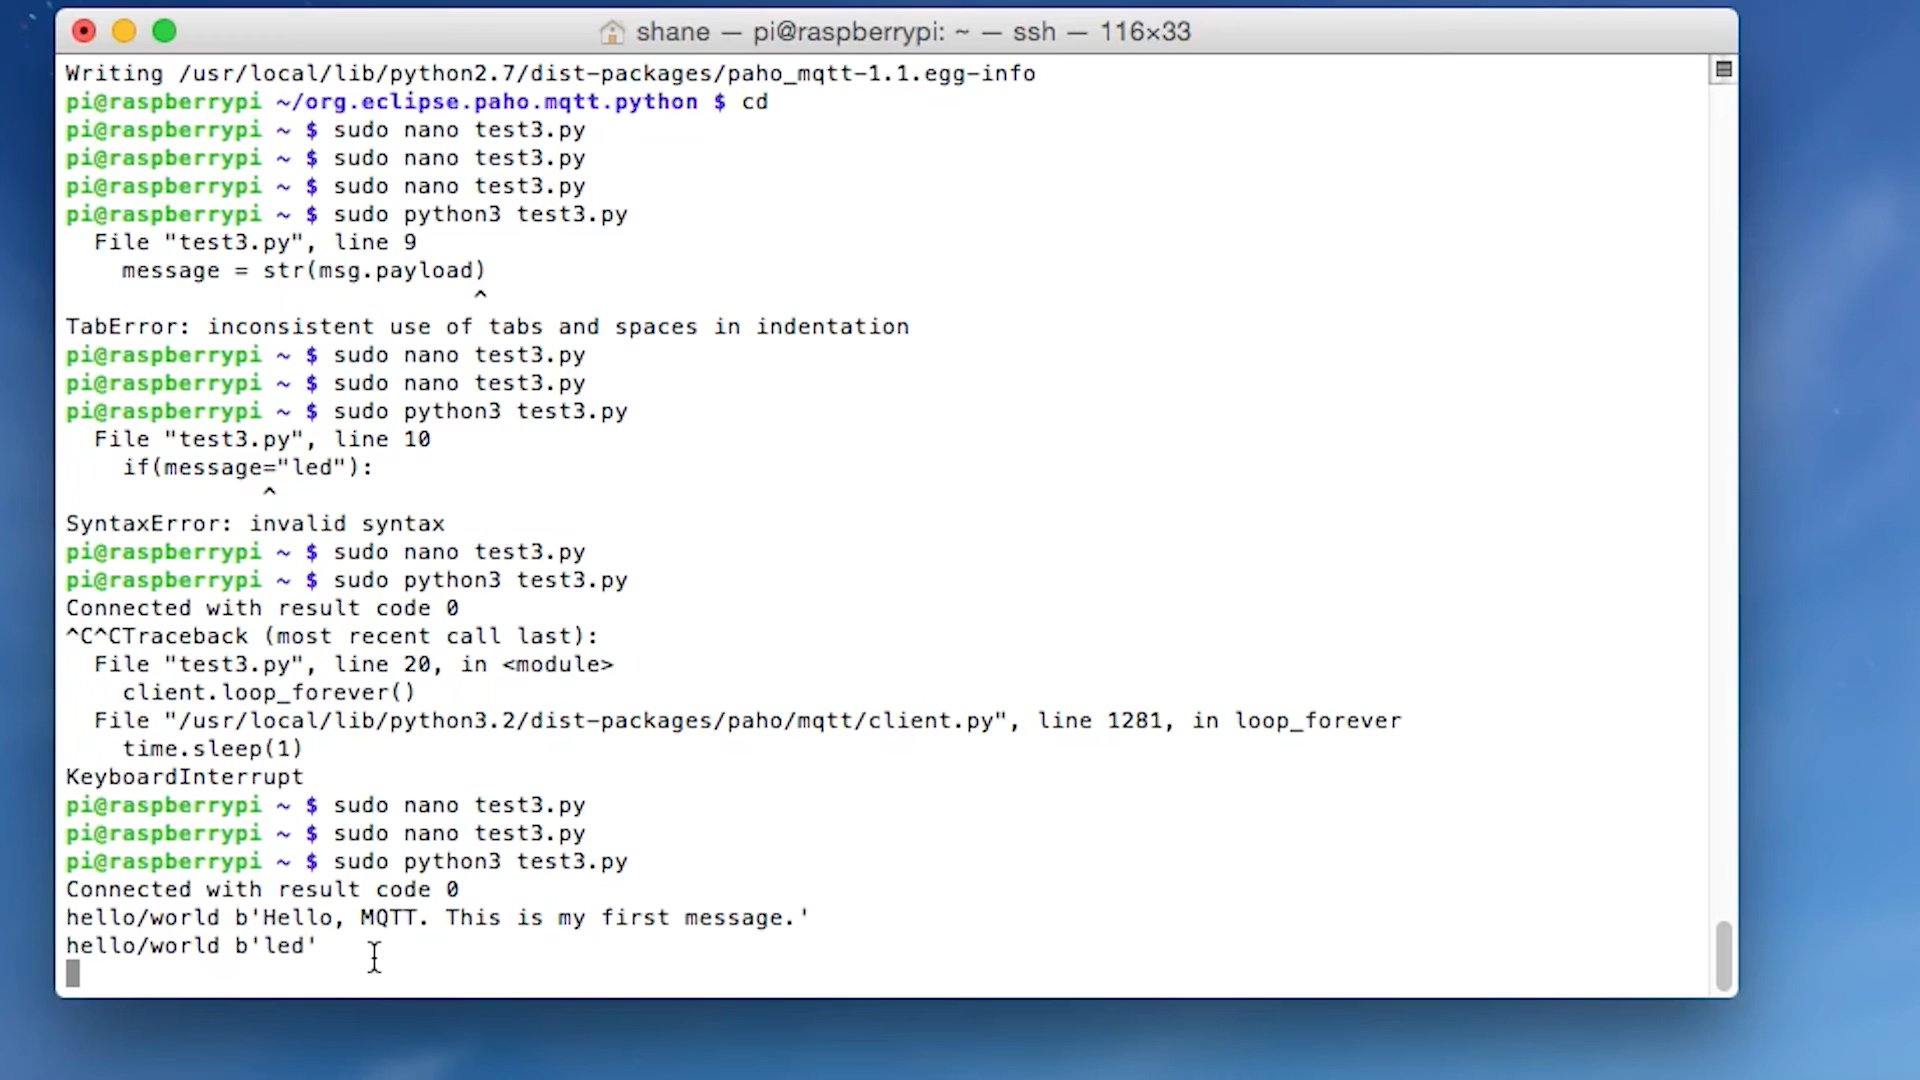 shane — pi@raspberrypi: ~ — ssh — 116×33
Writing /usr/local/lib/python2.7/dist-packages/paho_mqtt-1.1.egg-info
pi@raspberrypi ~/org.eclipse.paho.mqtt.python $ cd
pi@raspberrypi ~ $ sudo nano test3.py
pi@raspberrypi ~ $ sudo nano test3.py
pi@raspberrypi ~ $ sudo nano test3.py
pi@raspberrypi ~ $ sudo python3 test3.py
  File "test3.py", line 9
    message = str(msg.payload)
                             ^
TabError: inconsistent use of tabs and spaces in indentation
pi@raspberrypi ~ $ sudo nano test3.py
pi@raspberrypi ~ $ sudo nano test3.py
pi@raspberrypi ~ $ sudo python3 test3.py
  File "test3.py", line 10
    if(message="led"):
              ^
SyntaxError: invalid syntax
pi@raspberrypi ~ $ sudo nano test3.py
pi@raspberrypi ~ $ sudo python3 test3.py
Connected with result code 0
^C^CTraceback (most recent call last):
  File "test3.py", line 20, in <module>
    client.loop_forever()
  File "/usr/local/lib/python3.2/dist-packages/paho/mqtt/client.py", line 1281, in loop_forever
    time.sleep(1)
KeyboardInterrupt
pi@raspberrypi ~ $ sudo nano test3.py
pi@raspberrypi ~ $ sudo nano test3.py
pi@raspberrypi ~ $ sudo python3 test3.py
Connected with result code 0
hello/world b'Hello, MQTT. This is my first message.'
hello/world b'led'